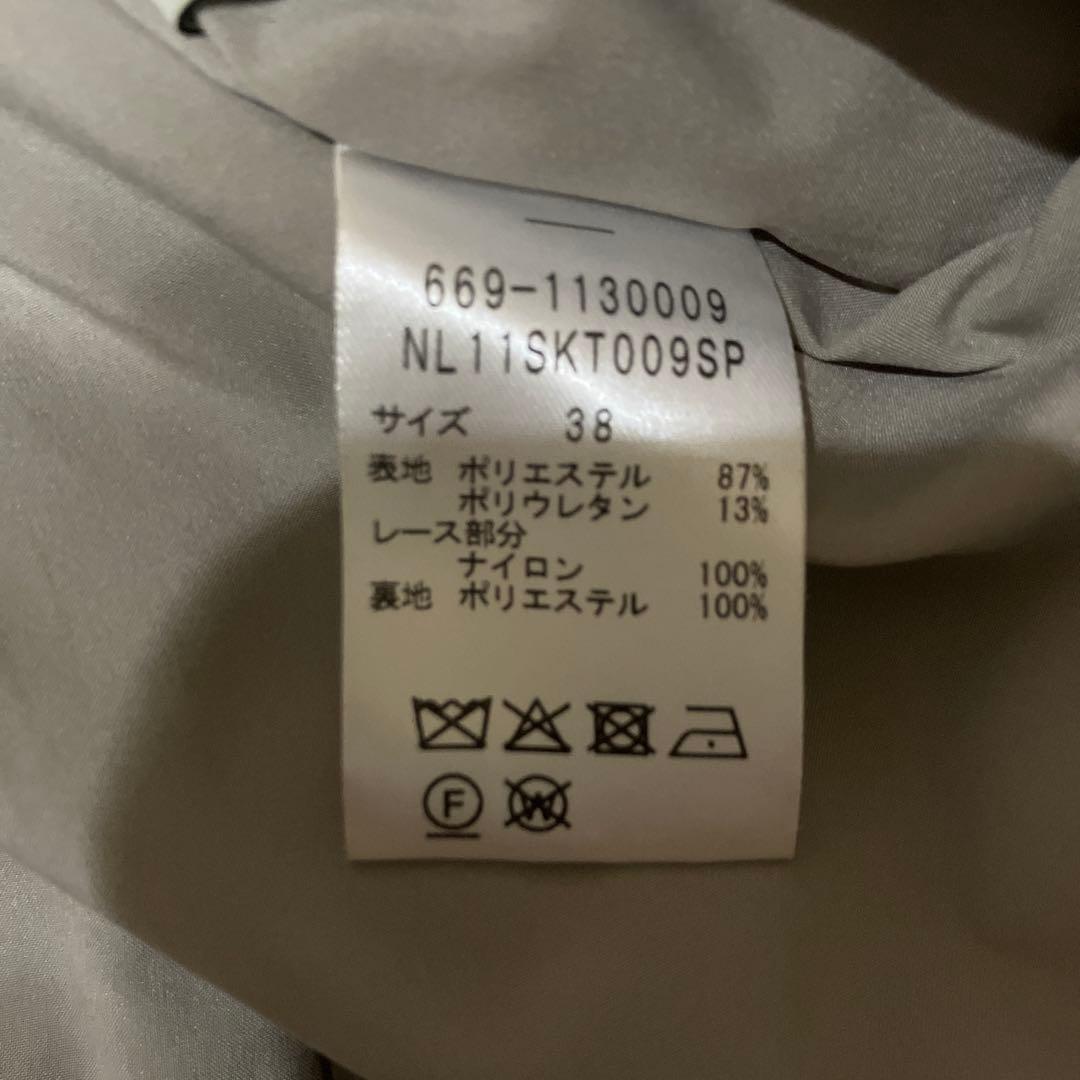 669-1130009
NL11SKT009SP
サイズ 38
表地 ポリエステル 87%
ポリウレタン 13%
レース部分
ナイロン 100%
裏地 ポリエステル 100%
F
W